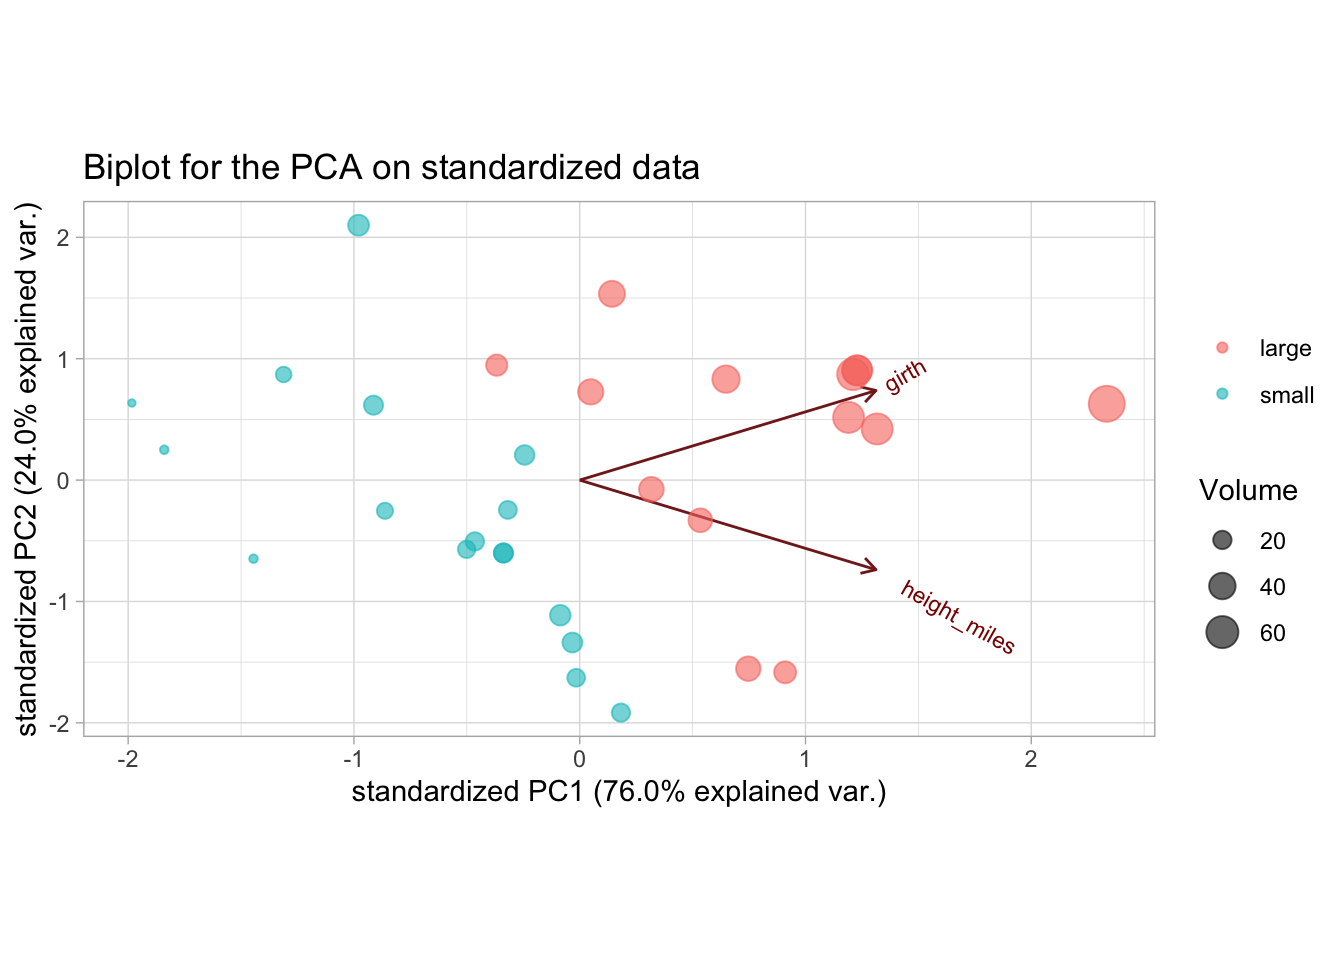 Biplot for the PCA on standardized data
standardized PC2 (24.0% explained var.)
2
1
0
-1
-2
girth
height_miles
-2
-1
0
1
2
standardized PC1 (76.0% explained var.)
large
small
Volume
20
40
60